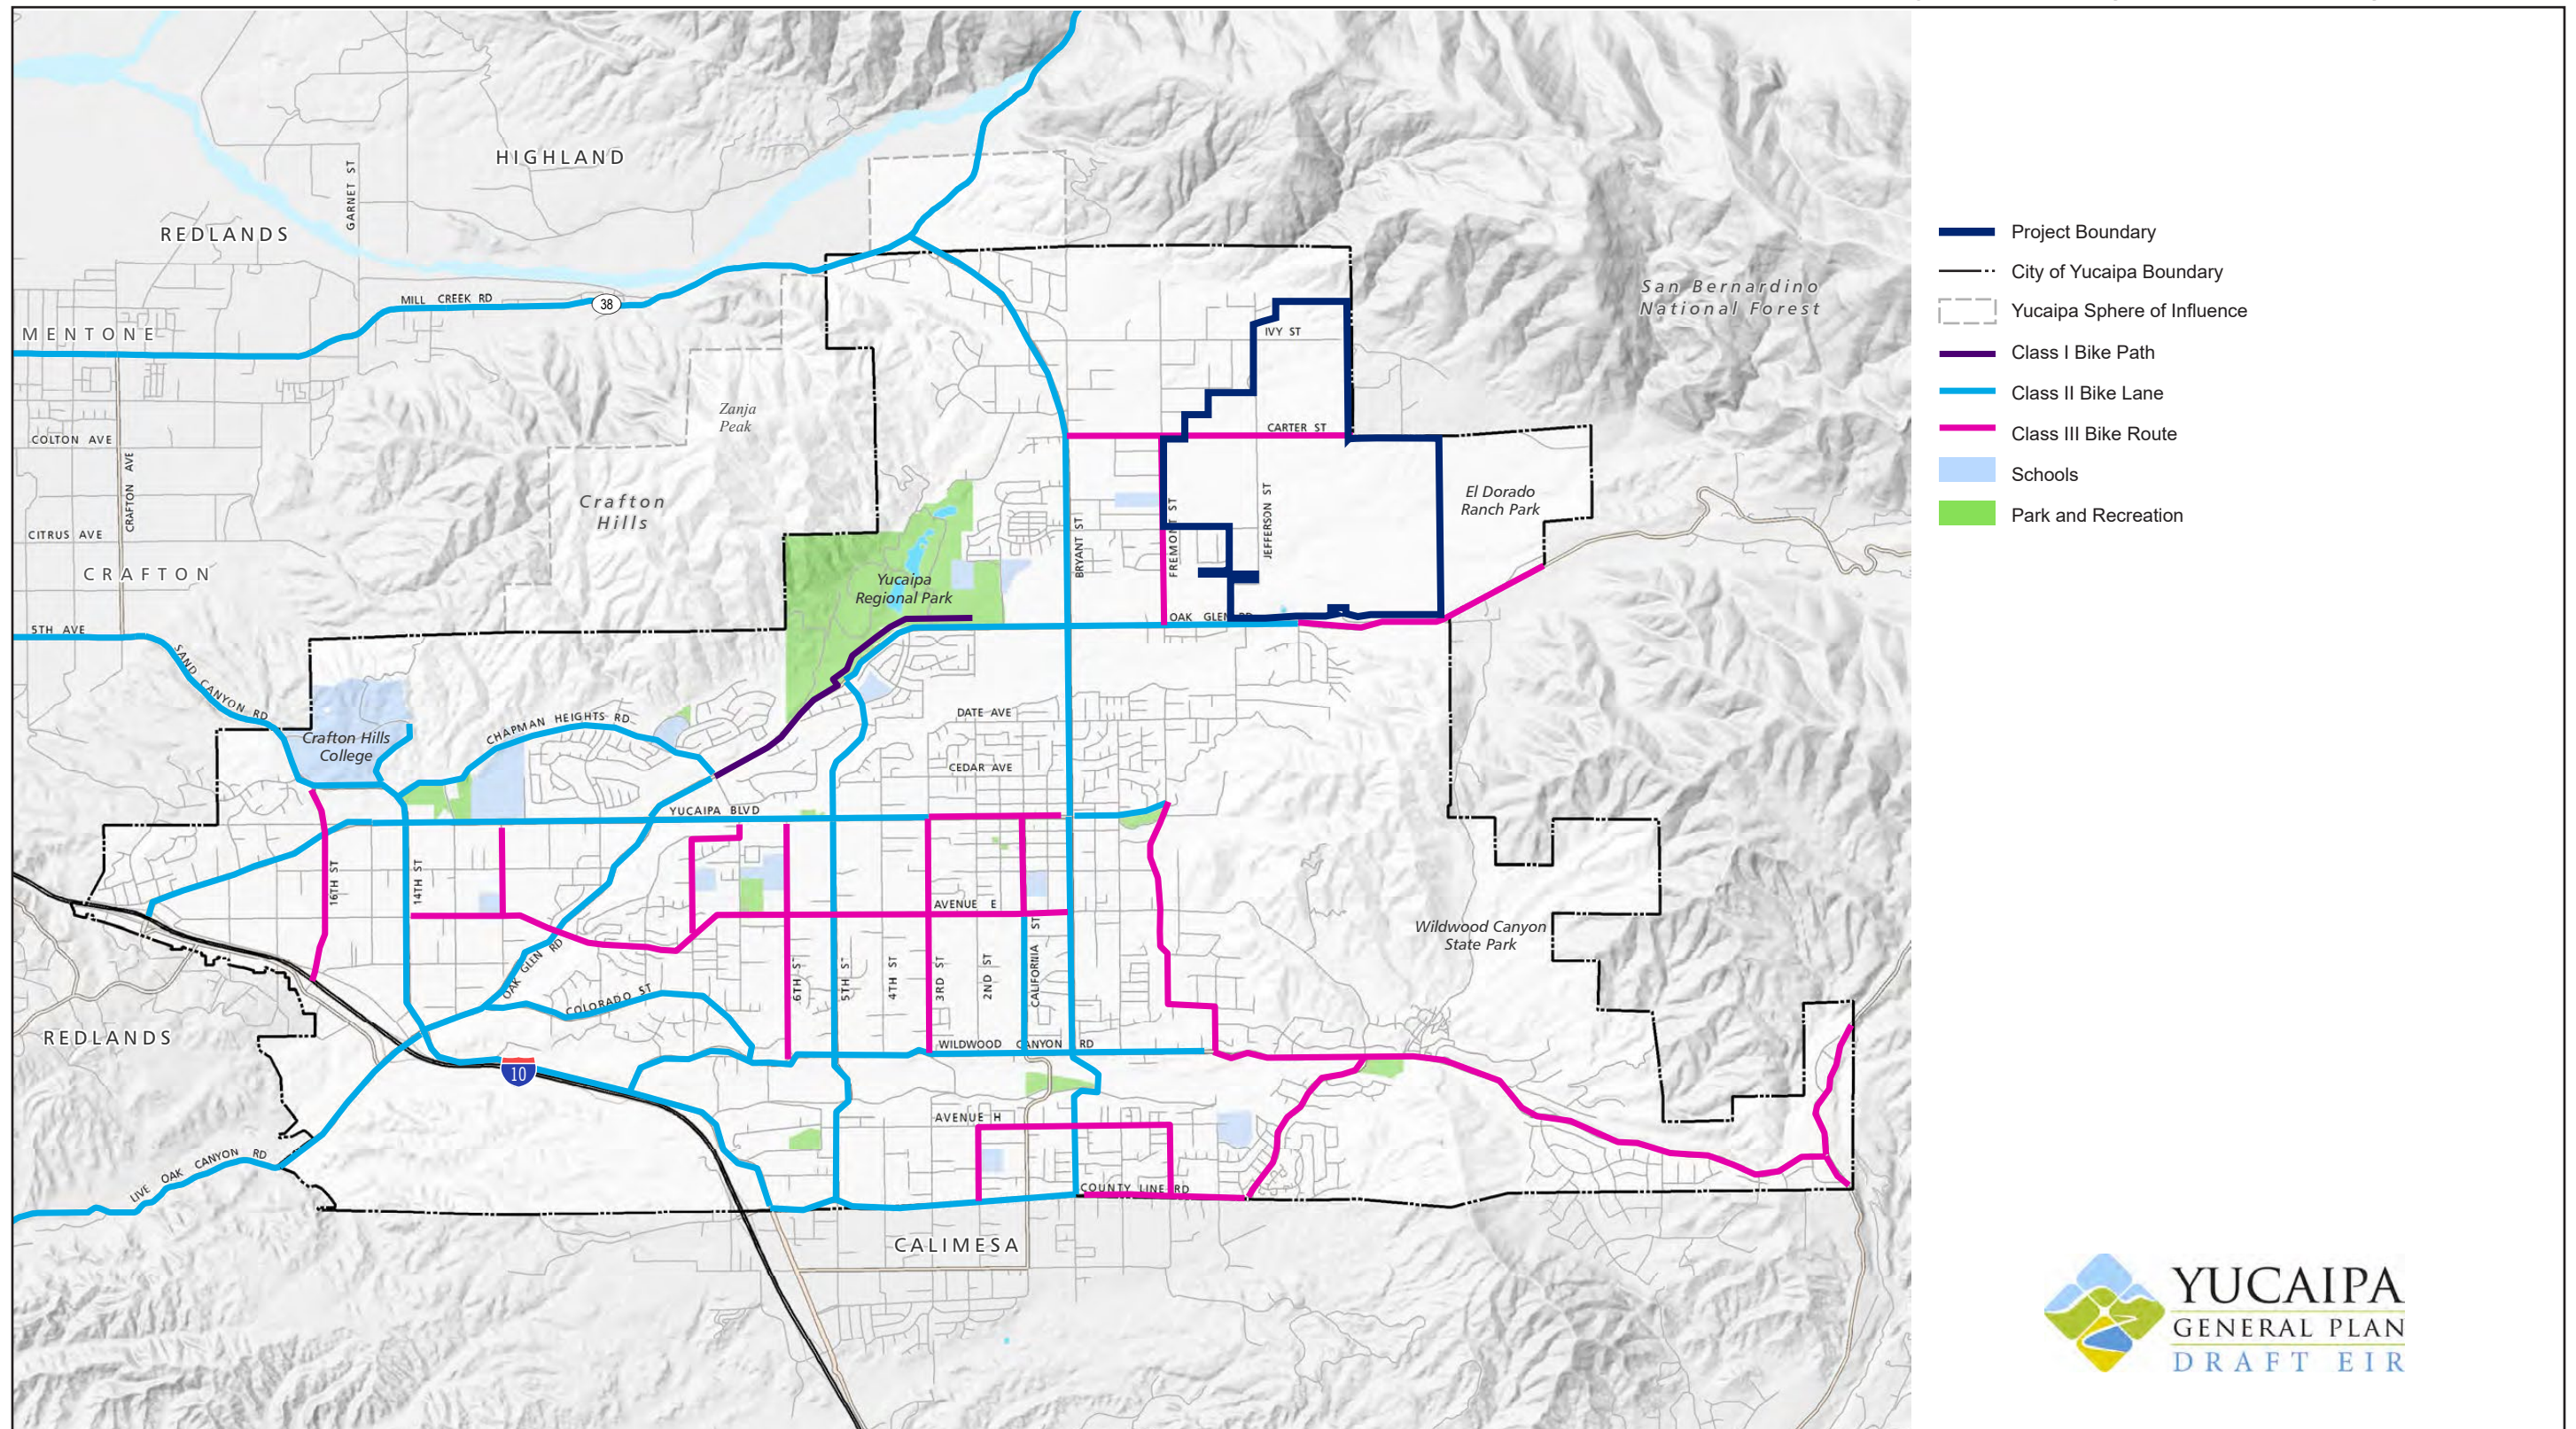 HIGHLAND
GARNET ST
REDLANDS
MILL CREEK RD
38
MENTONE
COLTON AVE
CRAFTON AVE
CITRUS AVE
CRAFTON
5TH AVE
SAND CANYON RD
Zanja
Peak
Crafton
Hills
San Bernardino
National Forest
IVY ST
CARTER ST
El Dorado
Ranch Park
JEFFERSON ST
FREMONT ST
BRYANT ST
Yucaipa
Regional Park
OAK GLEN RD
Crafton Hills
College
CHAPMAN HEIGHTS RD
DATE AVE
CEDAR AVE
YUCAIPA BLVD
16TH ST
14TH ST
AVENUE E
OAK GLEN RD
COLORADO ST
6TH ST
5TH ST
4TH ST
3RD ST
2ND ST
CALIFORNIA ST
Wildwood Canyon
State Park
REDLANDS
WILDWOOD CANYON RD
10
AVENUE H
LIVE OAK CANYON RD
COUNTY LINE RD
CALIMESA
Project Boundary
City of Yucaipa Boundary
Yucaipa Sphere of Influence
Class I Bike Path
Class II Bike Lane
Class III Bike Route
Schools
Park and Recreation
YUCAIPA
GENERAL PLAN
DRAFT EIR